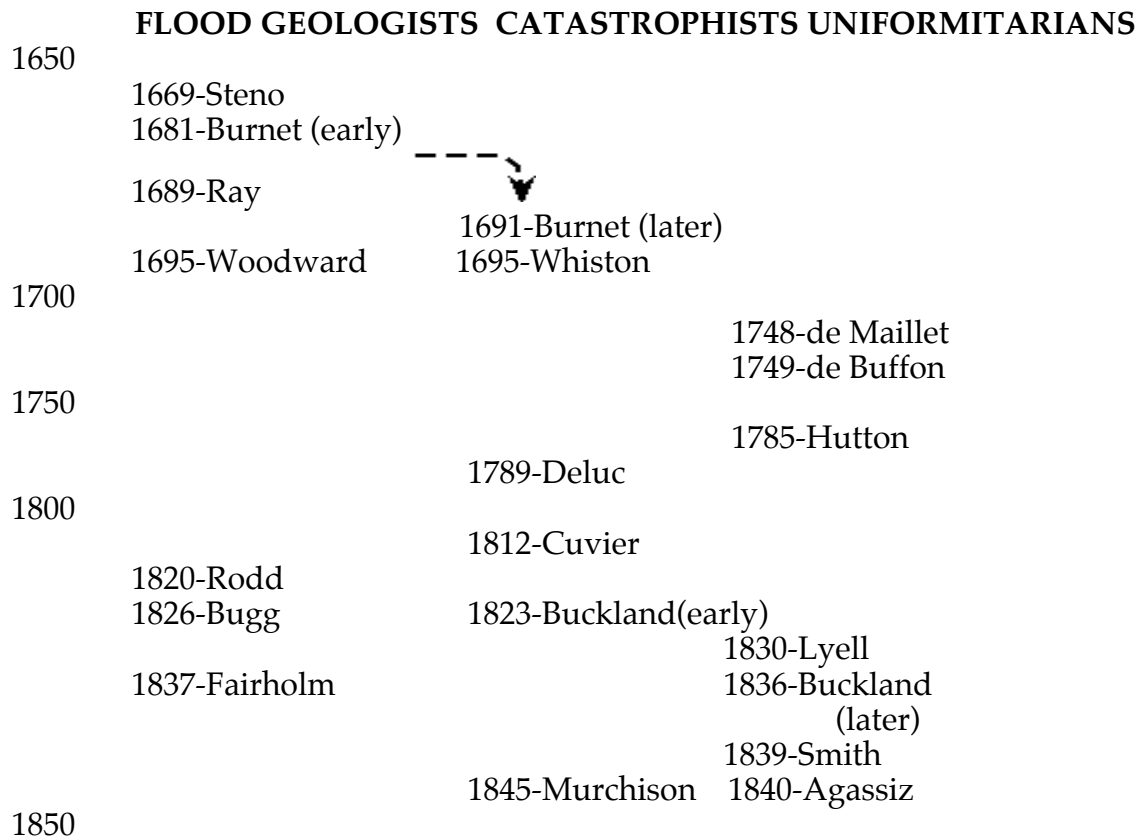 FLOOD GEOLOGISTS CATASTROPHISTS UNIFORMITARIANS
1650
1669-Steno
1681-Burnet (early)
1689-Ray
1691-Burnet (later)
1695-Woodward 1695-Whiston
1700
1748-de Maillet
1749-de Buffon
1750
1785-Hutton
1789-Deluc
1800
1812-Cuvier
1820-Rodd
1826-Bugg 1823-Buckland(early)
1830-Lyell
1837-Fairholm 1836-Buckland
(later)
1839-Smith
1845-Murchison 1840-Agassiz
1850